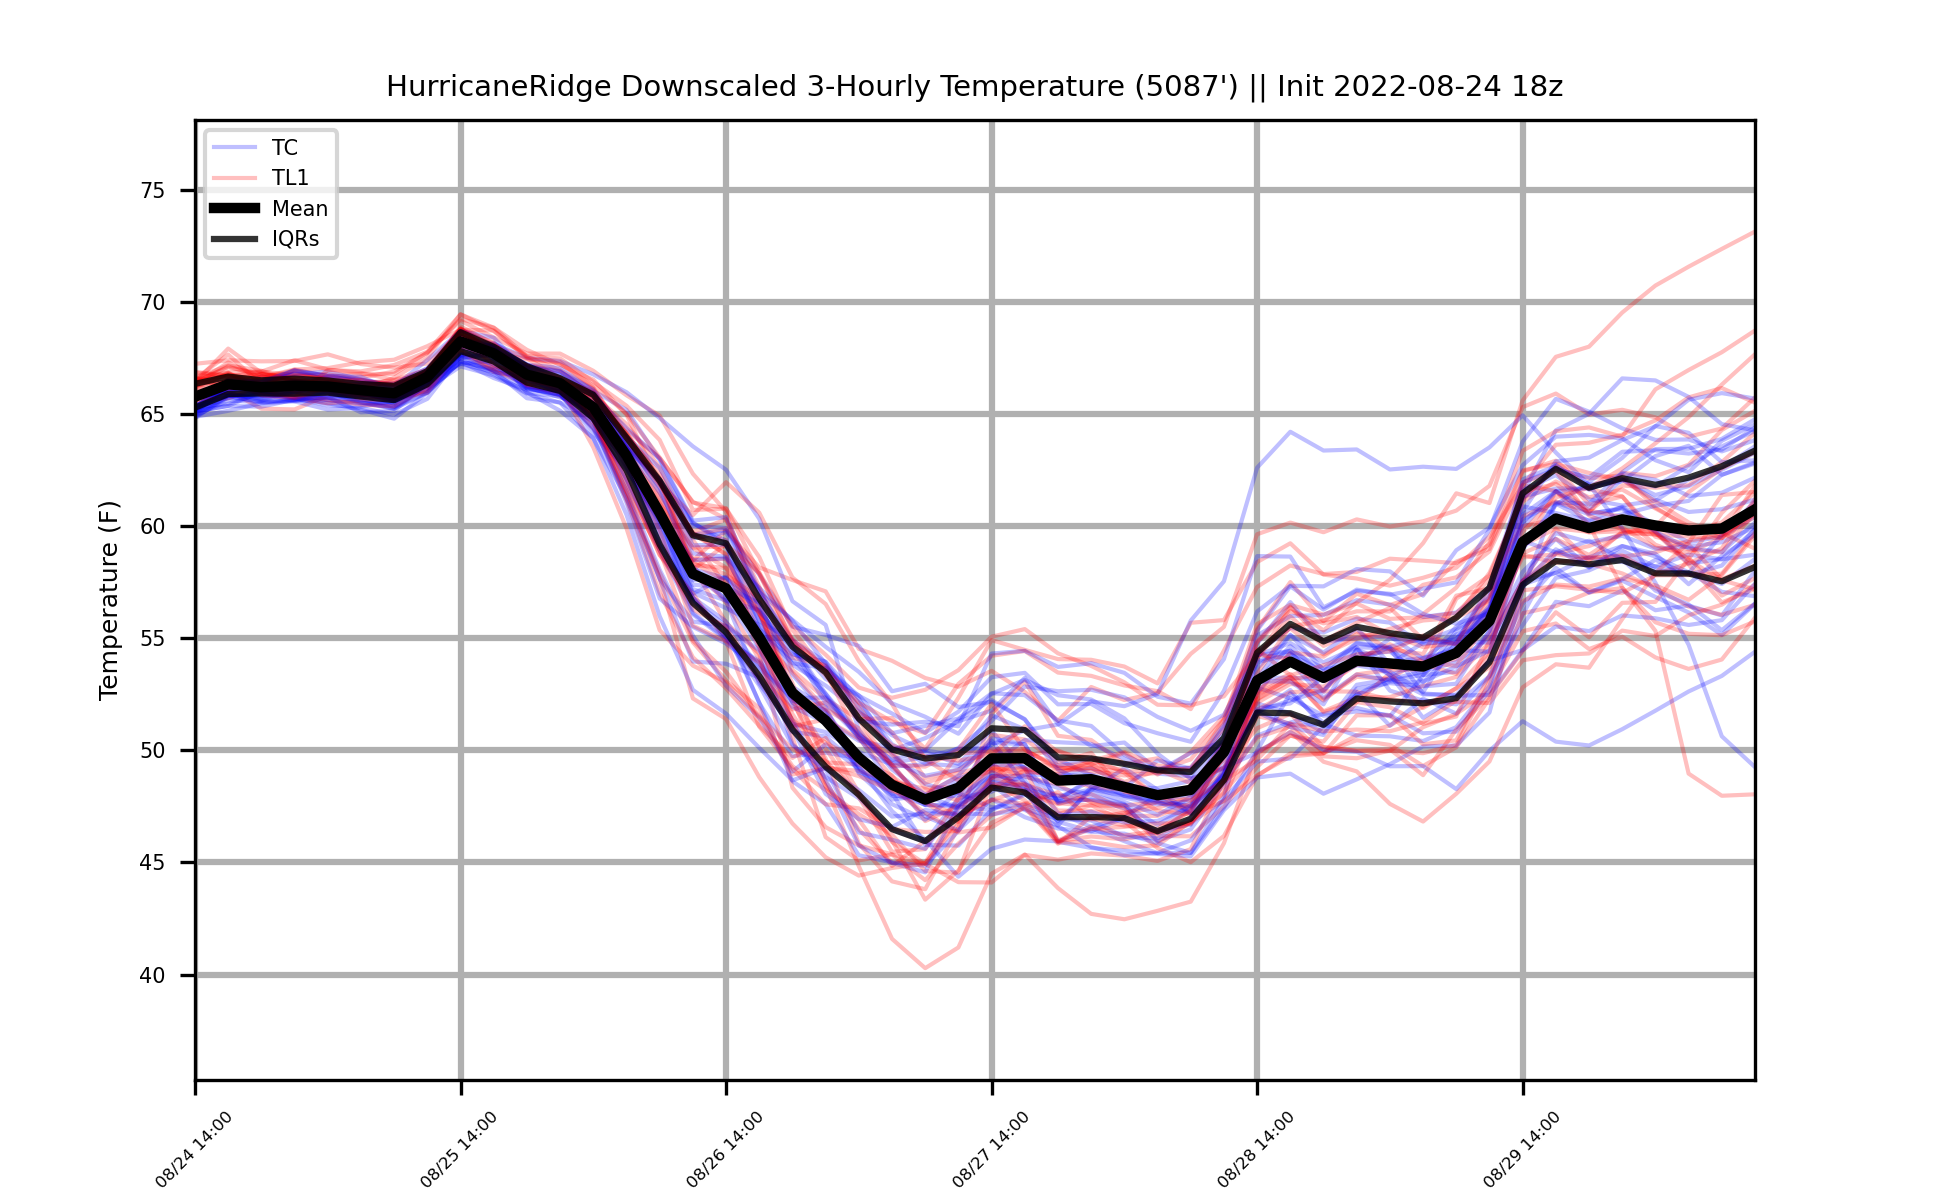 HurricaneRidge Downscaled 3-Hourly Temperature (5087') || Init 2022-08-24 18z
TC
TL1
Mean
IQRs
Temperature (F)
75
70
65
60
55
50
45
40
08/24 14:00
08/25 14:00
08/26 14:00
08/27 14:00
08/28 14:00
08/29 14:00